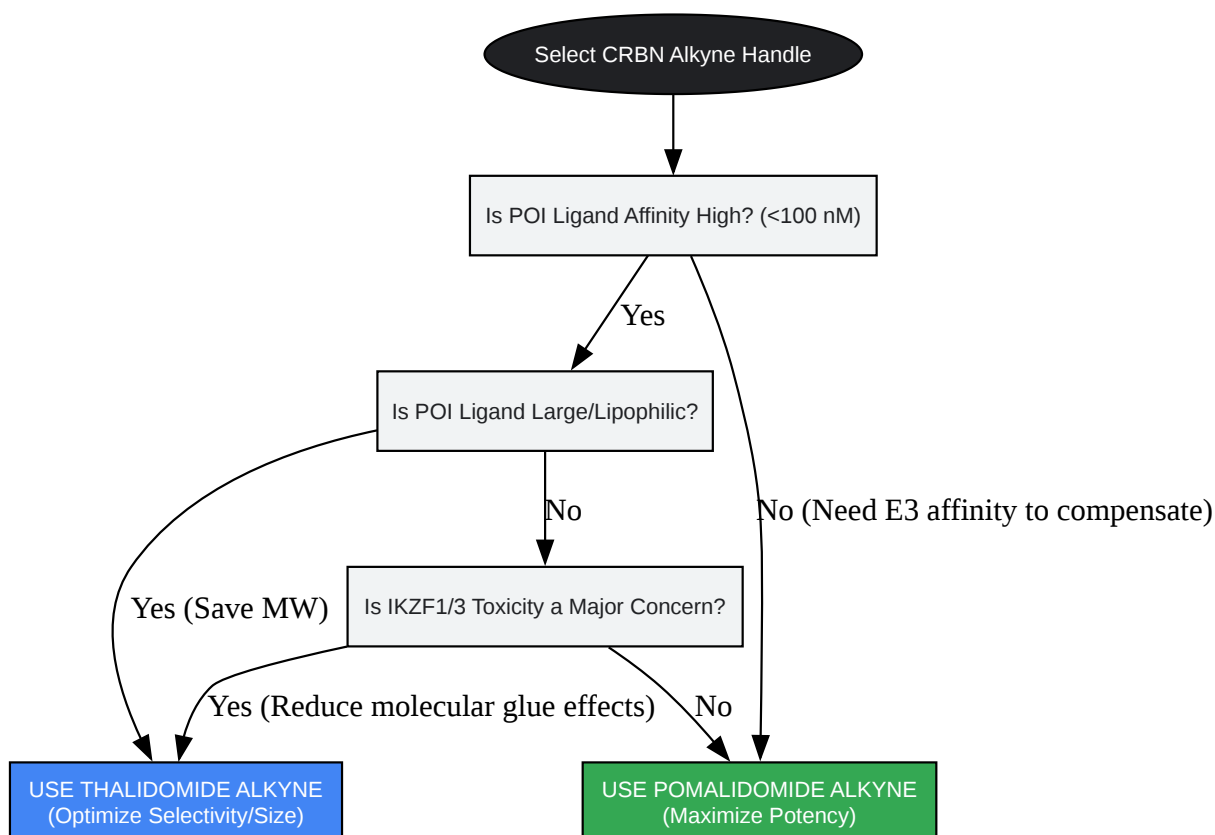 Select CRBN Alkyne Handle
Is POI Ligand Affinity High? (<100 nM)
Yes
Is POI Ligand Large/Lipophilic?
No
No (Need E3 affinity to compensate)
Is IKZF1/3 Toxicity a Major Concern?
Yes (Save MW)
Yes (Reduce molecular glue effects)
No
USE THALIDOMIDE ALKYNE
(Optimize Selectivity/Size)
USE POMALIDOMIDE ALKYNE
(Maximize Potency)